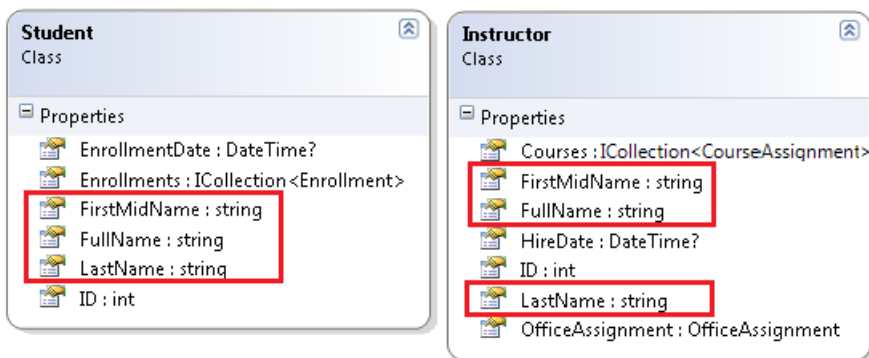 Student
Class
Properties
EnrollmentDate : DateTime?
Enrollments : ICollection<Enrollment>
FirstMidName : string
FullName : string
LastName : string
ID : int
Instructor
Class
Properties
Courses : ICollection<CourseAssignment>
FirstMidName : string
FullName : string
HireDate : DateTime?
ID : int
LastName : string
OfficeAssignment : OfficeAssignment